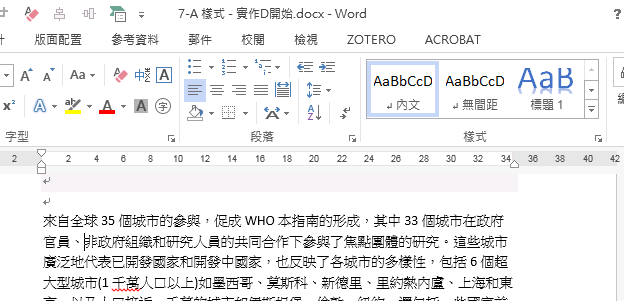 7-A 樣式 - 實作D開始.docx - Word
版面配置 參考資料 郵件 校閱 檢視 ZOTERO ACROBAT
A A Aa A 中文 A
x² A ab A A 字
字型 段落
AaBbCcD AaBbCcD AaB
↵ 內文 ↵ 無間距 標題 1
樣式
2 2 4 6 8 10 12 14 16 18 20 22 24 26 28 30 32 34 36 38 40 42
來自全球 35 個城市的參與，促成 WHO 本指南的形成，其中 33 個城市在政府
官員、非政府組織和研究人員的共同合作下參與了焦點團體的研究。這些城市
廣泛地代表已開發國家和開發中國家，也反映了各城市的多樣性，包括 6 個超
大型城市(1 千萬人口以上)如墨西哥、莫斯科、新德里、里約熱內盧、上海和東